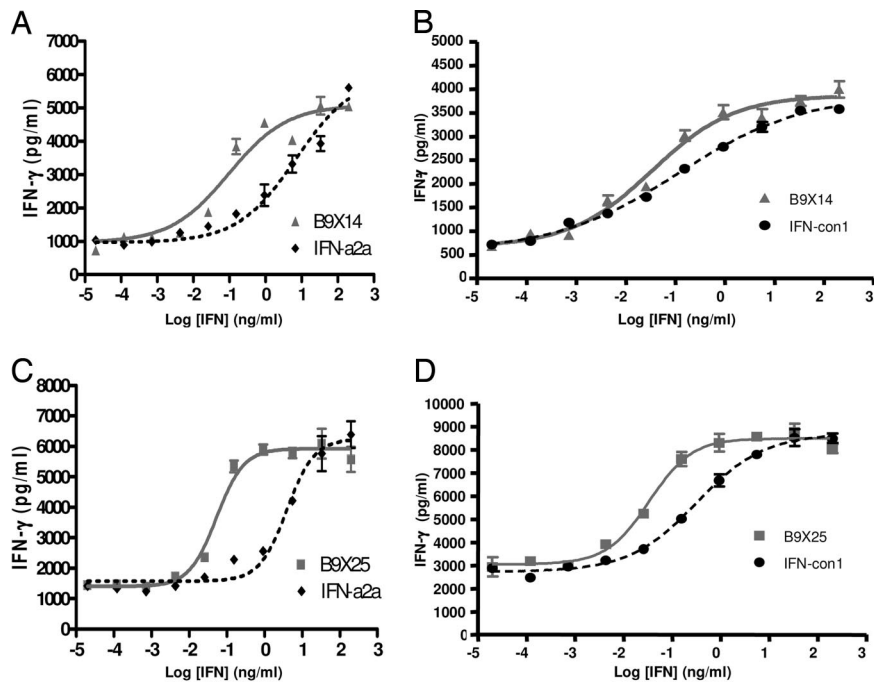 A
7000
6000
5000
4000
3000
2000
1000
0
IFN-γ (pg/ml)
B9X14
IFN-a2a
-5 -4 -3 -2 -1 0 1 2 3
Log [IFN] (ng/ml)
B
5000
4500
4000
3500
3000
2500
2000
1500
1000
500
0
IFN-γ (pg/ml)
B9X14
IFN-con1
-5 -4 -3 -2 -1 0 1 2 3
Log [IFN] (ng/ml)
C
8000
7000
6000
5000
4000
3000
2000
1000
0
IFN-γ (pg/ml)
B9X25
IFN-a2a
-5 -4 -3 -2 -1 0 1 2 3
Log [IFN] (ng/ml)
D
10000
9000
8000
7000
6000
5000
4000
3000
2000
1000
0
IFN-γ (pg/ml)
B9X25
IFN-con1
-5 -4 -3 -2 -1 0 1 2 3
Log [IFN] (ng/ml)